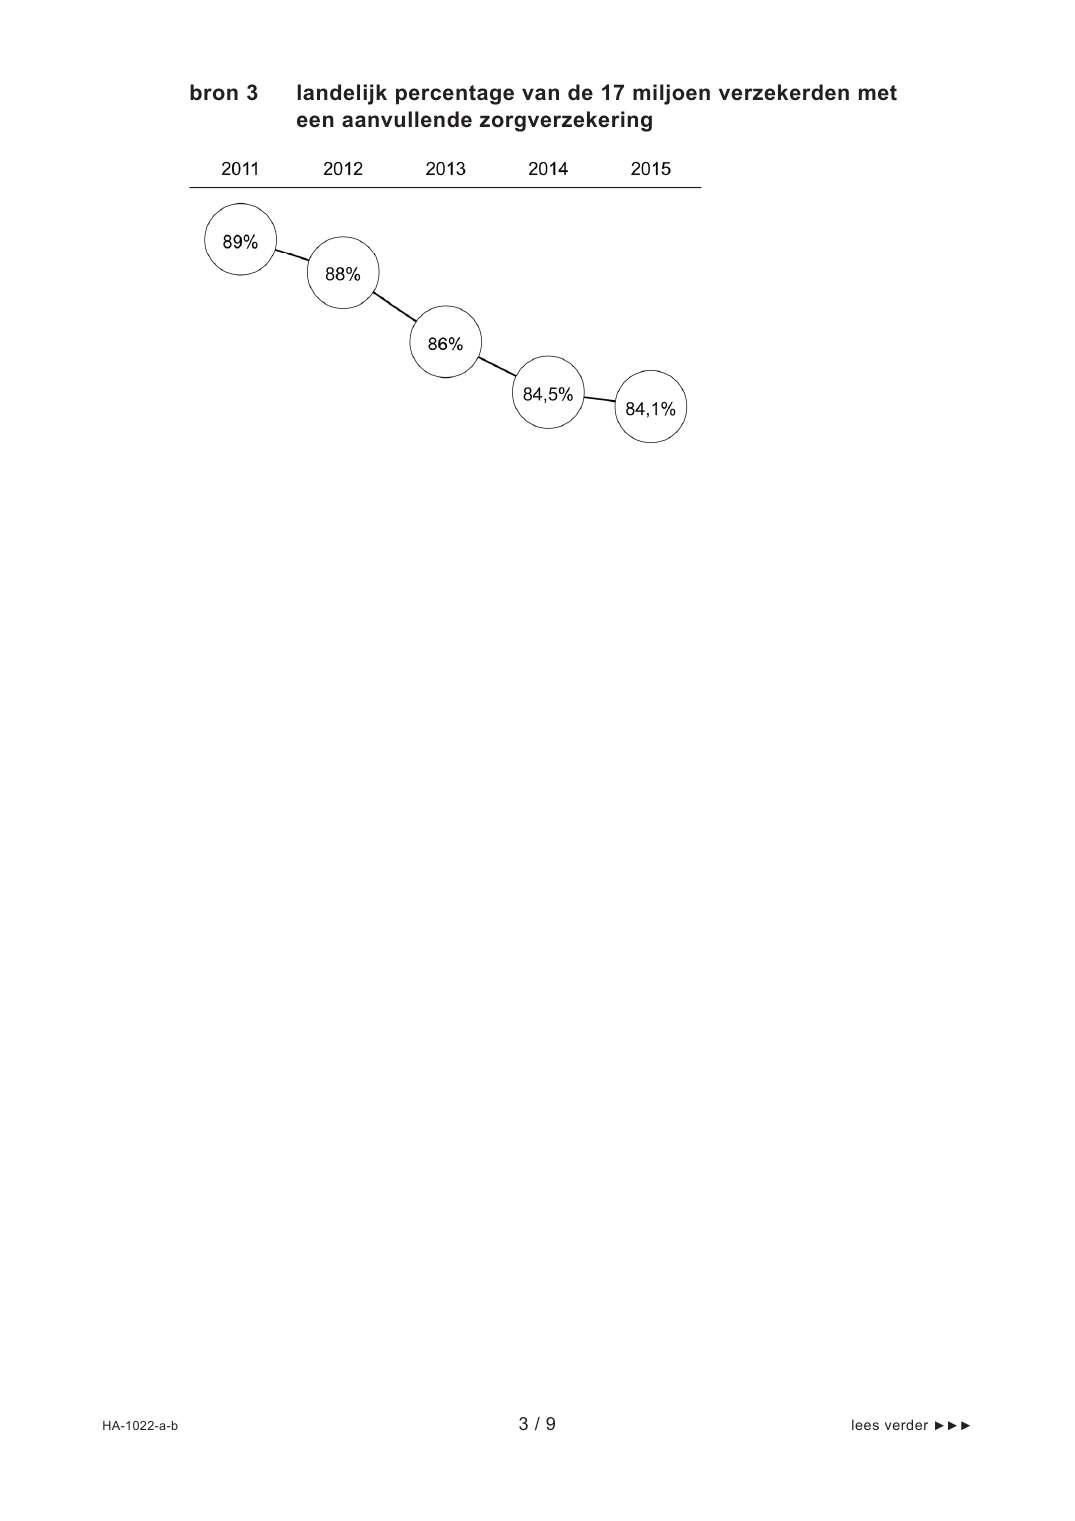 bron 3 landelijk percentage van de 17 miljoen verzekerden met
een aanvullende zorgverzekering
2011 2012 2013 2014 2015
89%
88%
86%
84,5%
84,1%
HA-1022-a-b 3 / 9 lees verder ►►►